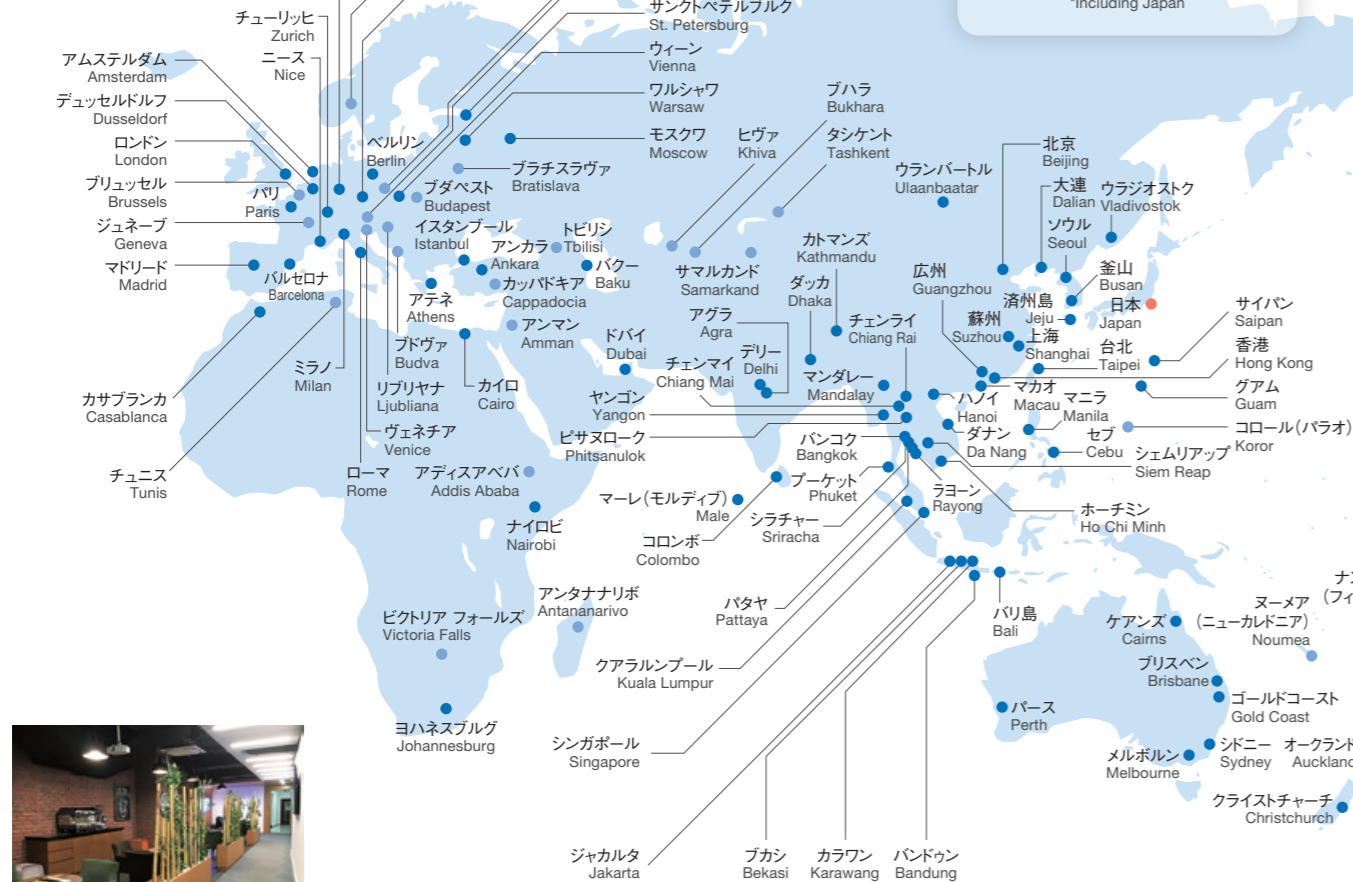 *Including Japan
サンクトペテルブルク
St. Petersburg
チューリッヒ
Zurich
ウィーン
Vienna
アムステルダム
Amsterdam
ニース
Nice
ワルシャワ
Warsaw
ブハラ
Bukhara
デュッセルドルフ
Dusseldorf
モスクワ
Moscow
ヒヴァ
Khiva
タシケント
Tashkent
ロンドン
London
ベルリン
Berlin
北京
Beijing
ブラチスラヴァ
Bratislava
ウランバートル
Ulaanbaatar
ブリュッセル
Brussels
パリ
Paris
ブダペスト
Budapest
大連
Dalian
ウラジオストク
Vladivostok
ジュネーブ
Geneva
イスタンブール
Istanbul
トビリシ
Tbilisi
カトマンズ
Kathmandu
ソウル
Seoul
アンカラ
Ankara
マドリード
Madrid
バルセロナ
Barcelona
バクー
Baku
サマルカンド
Samarkand
ダッカ
Dhaka
広州
Guangzhou
釜山
Busan
カッパドキア
Cappadocia
アテネ
Athens
済州島
Jeju
日本
Japan
サイパン
Saipan
アグラ
Agra
チェンライ
Chiang Rai
蘇州
Suzhou
アンマン
Amman
ドバイ
Dubai
上海
Shanghai
台北
Taipei
香港
Hong Kong
ブドヴァ
Budva
デリー
Delhi
チェンマイ
Chiang Mai
ミラノ
Milan
マンダレー
Mandalay
リブリヤナ
Ljubliana
カイロ
Cairo
マカオ
Macau
グアム
Guam
カサブランカ
Casablanca
ヤンゴン
Yangon
ハノイ
Hanoi
マニラ
Manila
ヴェネチア
Venice
ピサヌローク
Phitsanulok
バンコク
Bangkok
ダナン
Da Nang
セブ
Cebu
コロール（パラオ）
Koror
シェムリアップ
Siem Reap
チュニス
Tunis
ローマ
Rome
アディスアベバ
Addis Ababa
プーケット
Phuket
ラヨーン
Rayong
マーレ（モルディブ）
Male
ナイロビ
Nairobi
シラチャー
Sriracha
ホーチミン
Ho Chi Minh
コロンボ
Colombo
アンタナナリボ
Antananarivo
パタヤ
Pattaya
ビクトリア フォールズ
Victoria Falls
バリ島
Bali
ケアンズ
Cairns
ヌーメア
（ニューカレドニア）
Noumea
（フィ
クアラルンプール
Kuala Lumpur
ブリスベン
Brisbane
ゴールドコースト
Gold Coast
パース
Perth
ヨハネスブルグ
Johannesburg
シンガポール
Singapore
メルボルン
Melbourne
シドニー
Sydney
オークランド
Auckland
クライストチャーチ
Christchurch
ジャカルタ
Jakarta
ブカシ
Bekasi
カラワン
Karawang
バンドゥン
Bandung